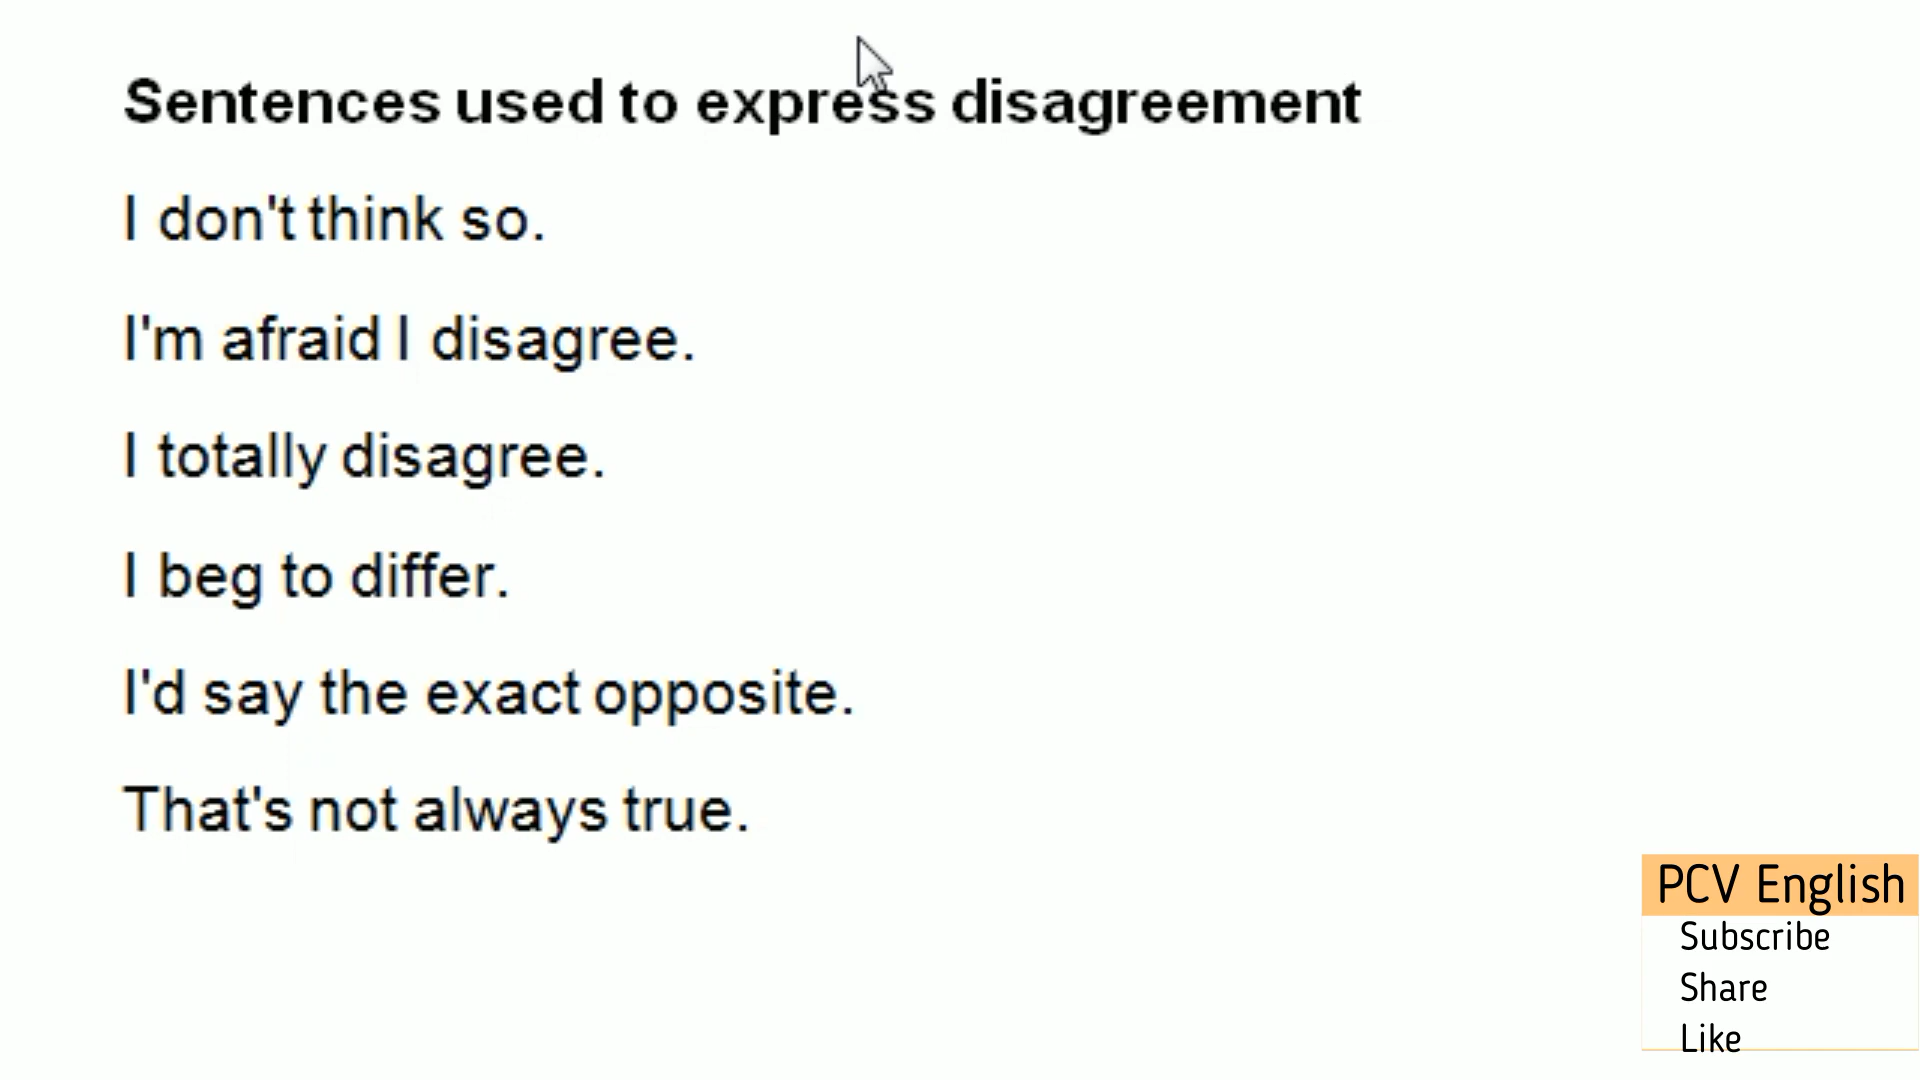 Sentences used to express disagreement
I don't think so.
I'm afraid I disagree.
I totally disagree.
I beg to differ.
I'd say the exact opposite.
That's not always true.
PCV English
Subscribe
Share
Like